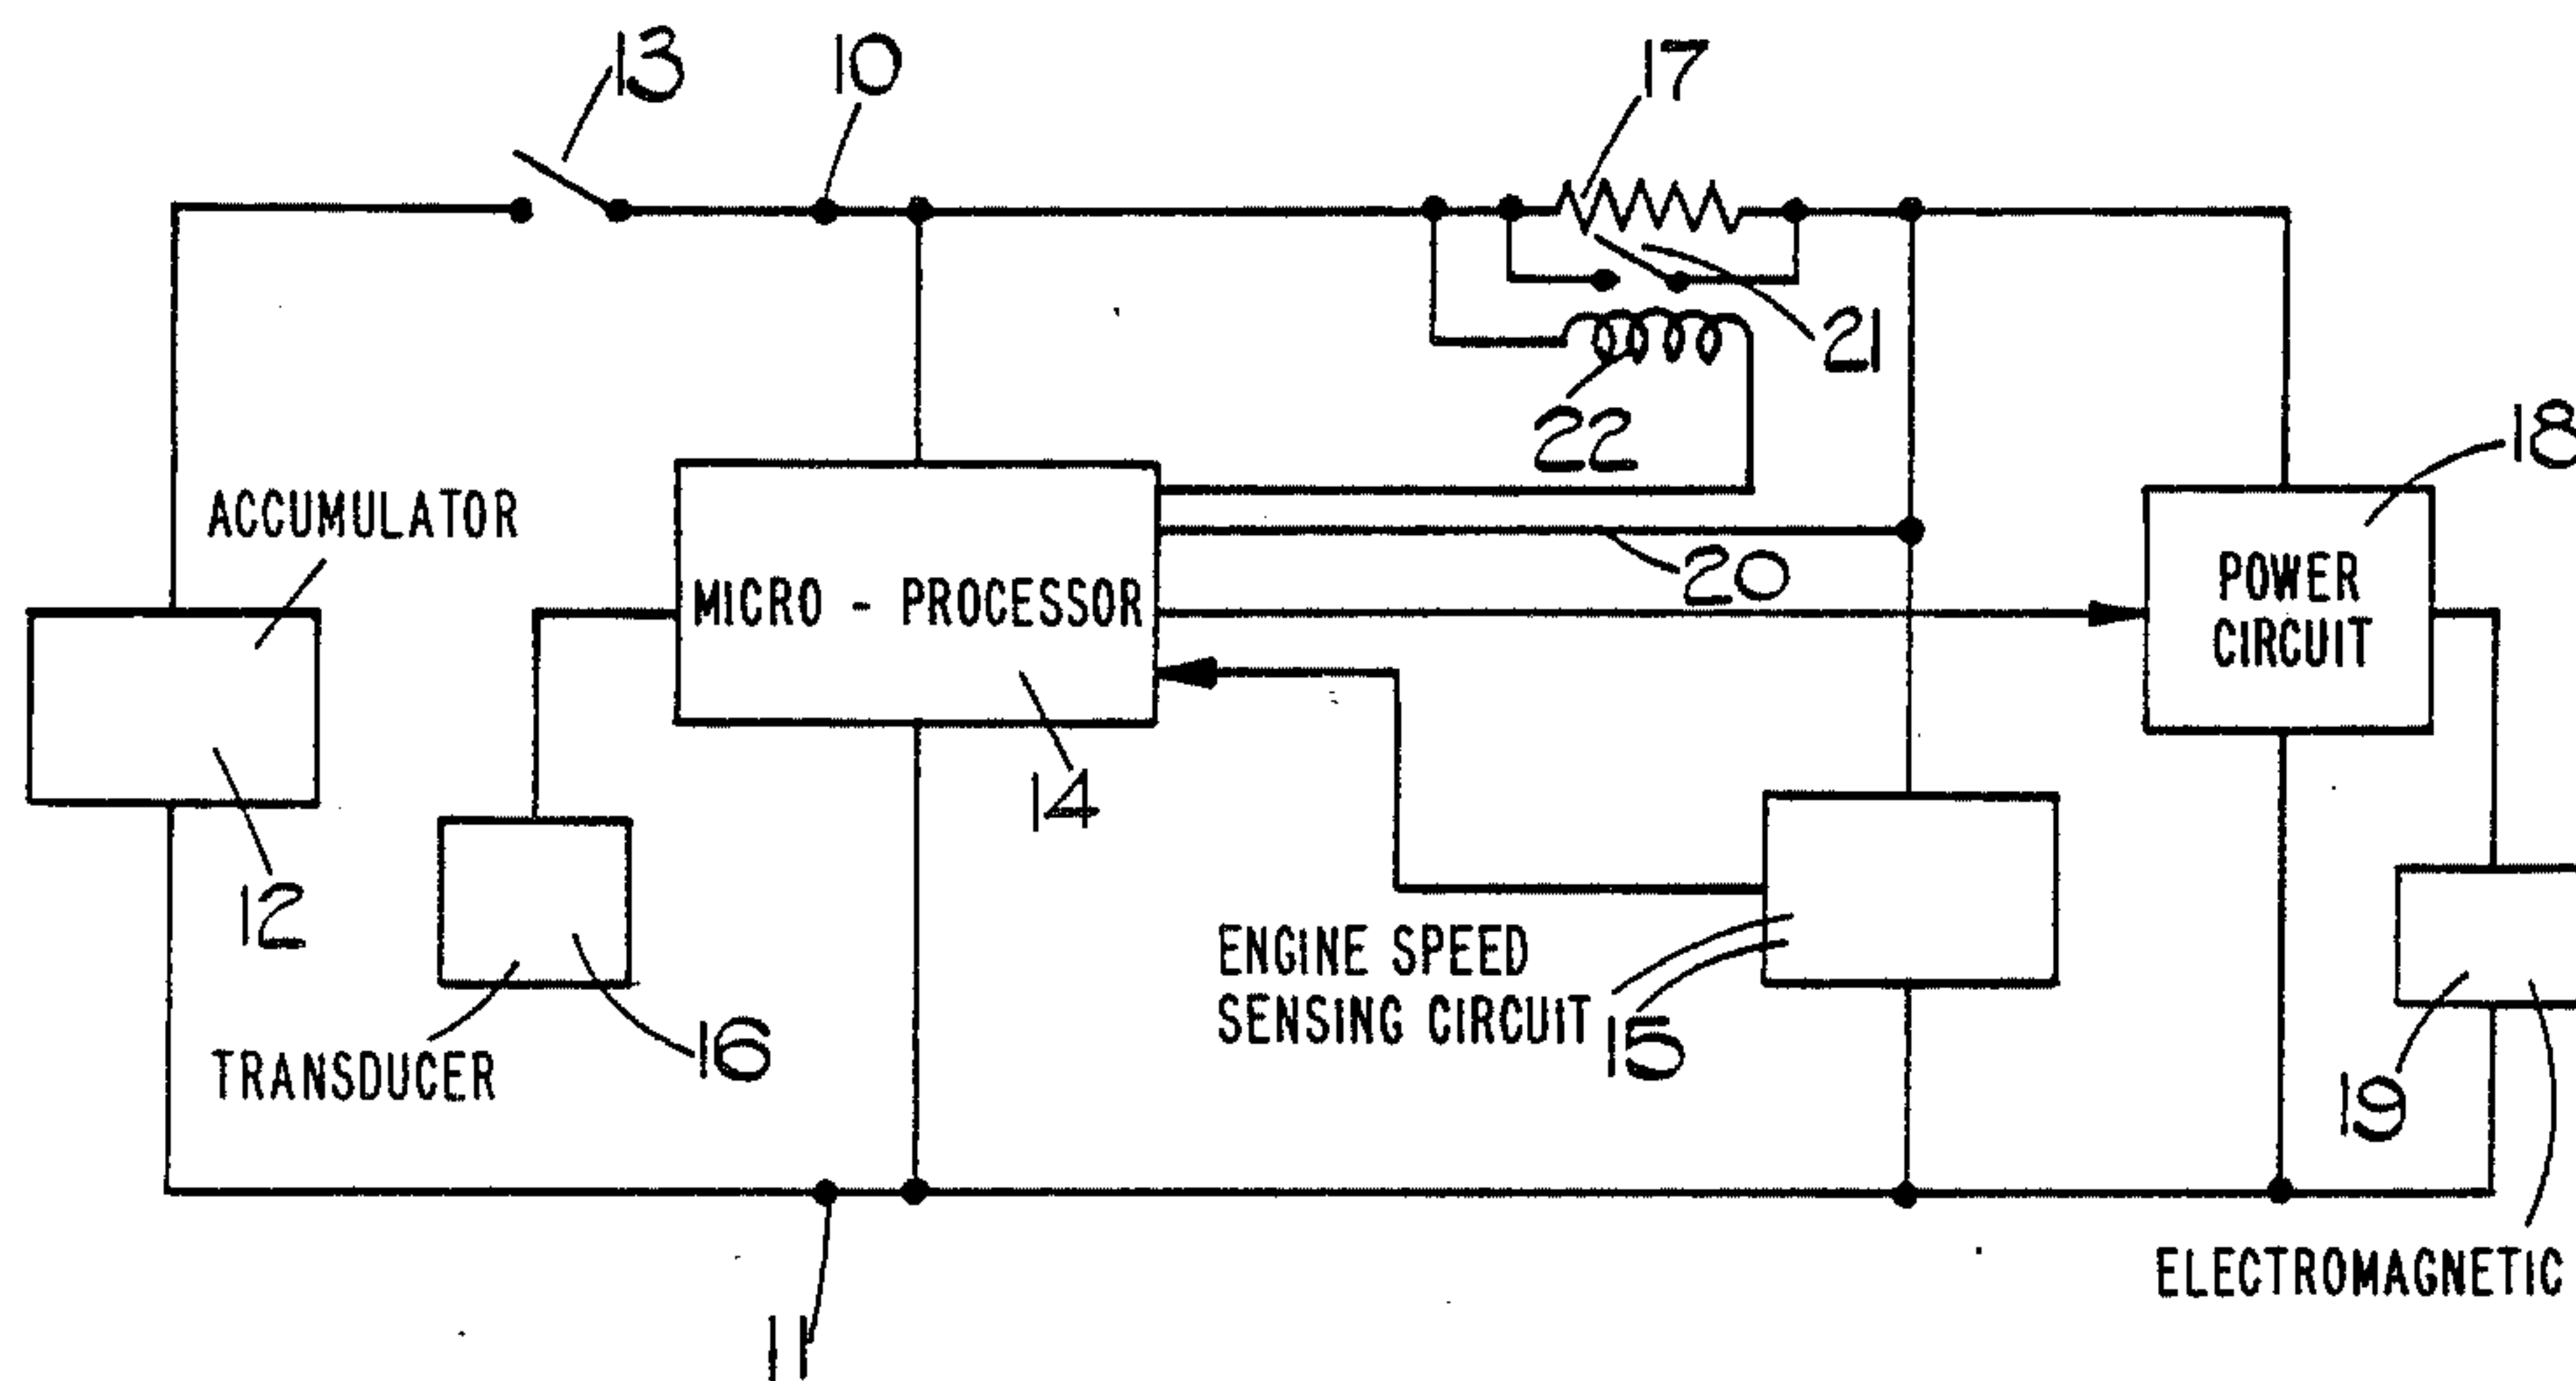 13
10
17
21
22
18
ACCUMULATOR
MICRO - PROCESSOR
20
POWER
CIRCUIT
14
12
ENGINE SPEED
SENSING CIRCUIT
15
16
TRANSDUCER
19
ELECTROMAGNETIC
11